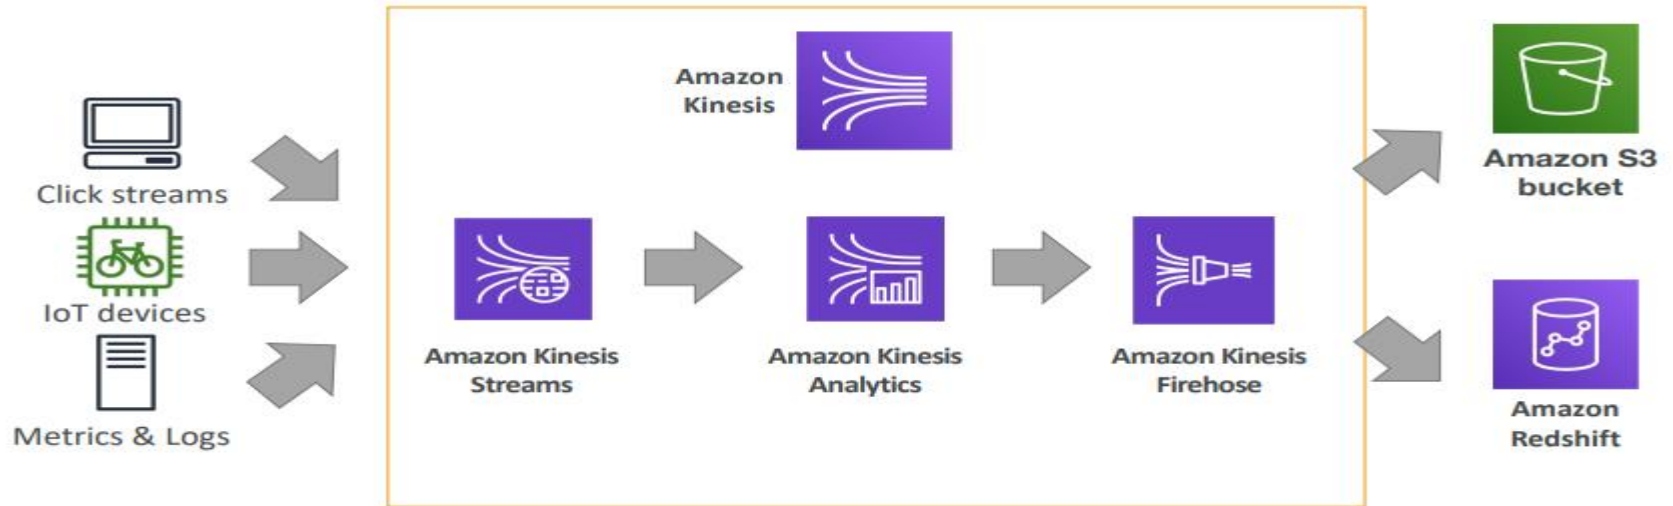 Amazon
Kinesis
Click streams
IoT devices
Metrics & Logs
Amazon Kinesis
Streams
Amazon Kinesis
Analytics
Amazon Kinesis
Firehose
Amazon S3
bucket
Amazon
Redshift